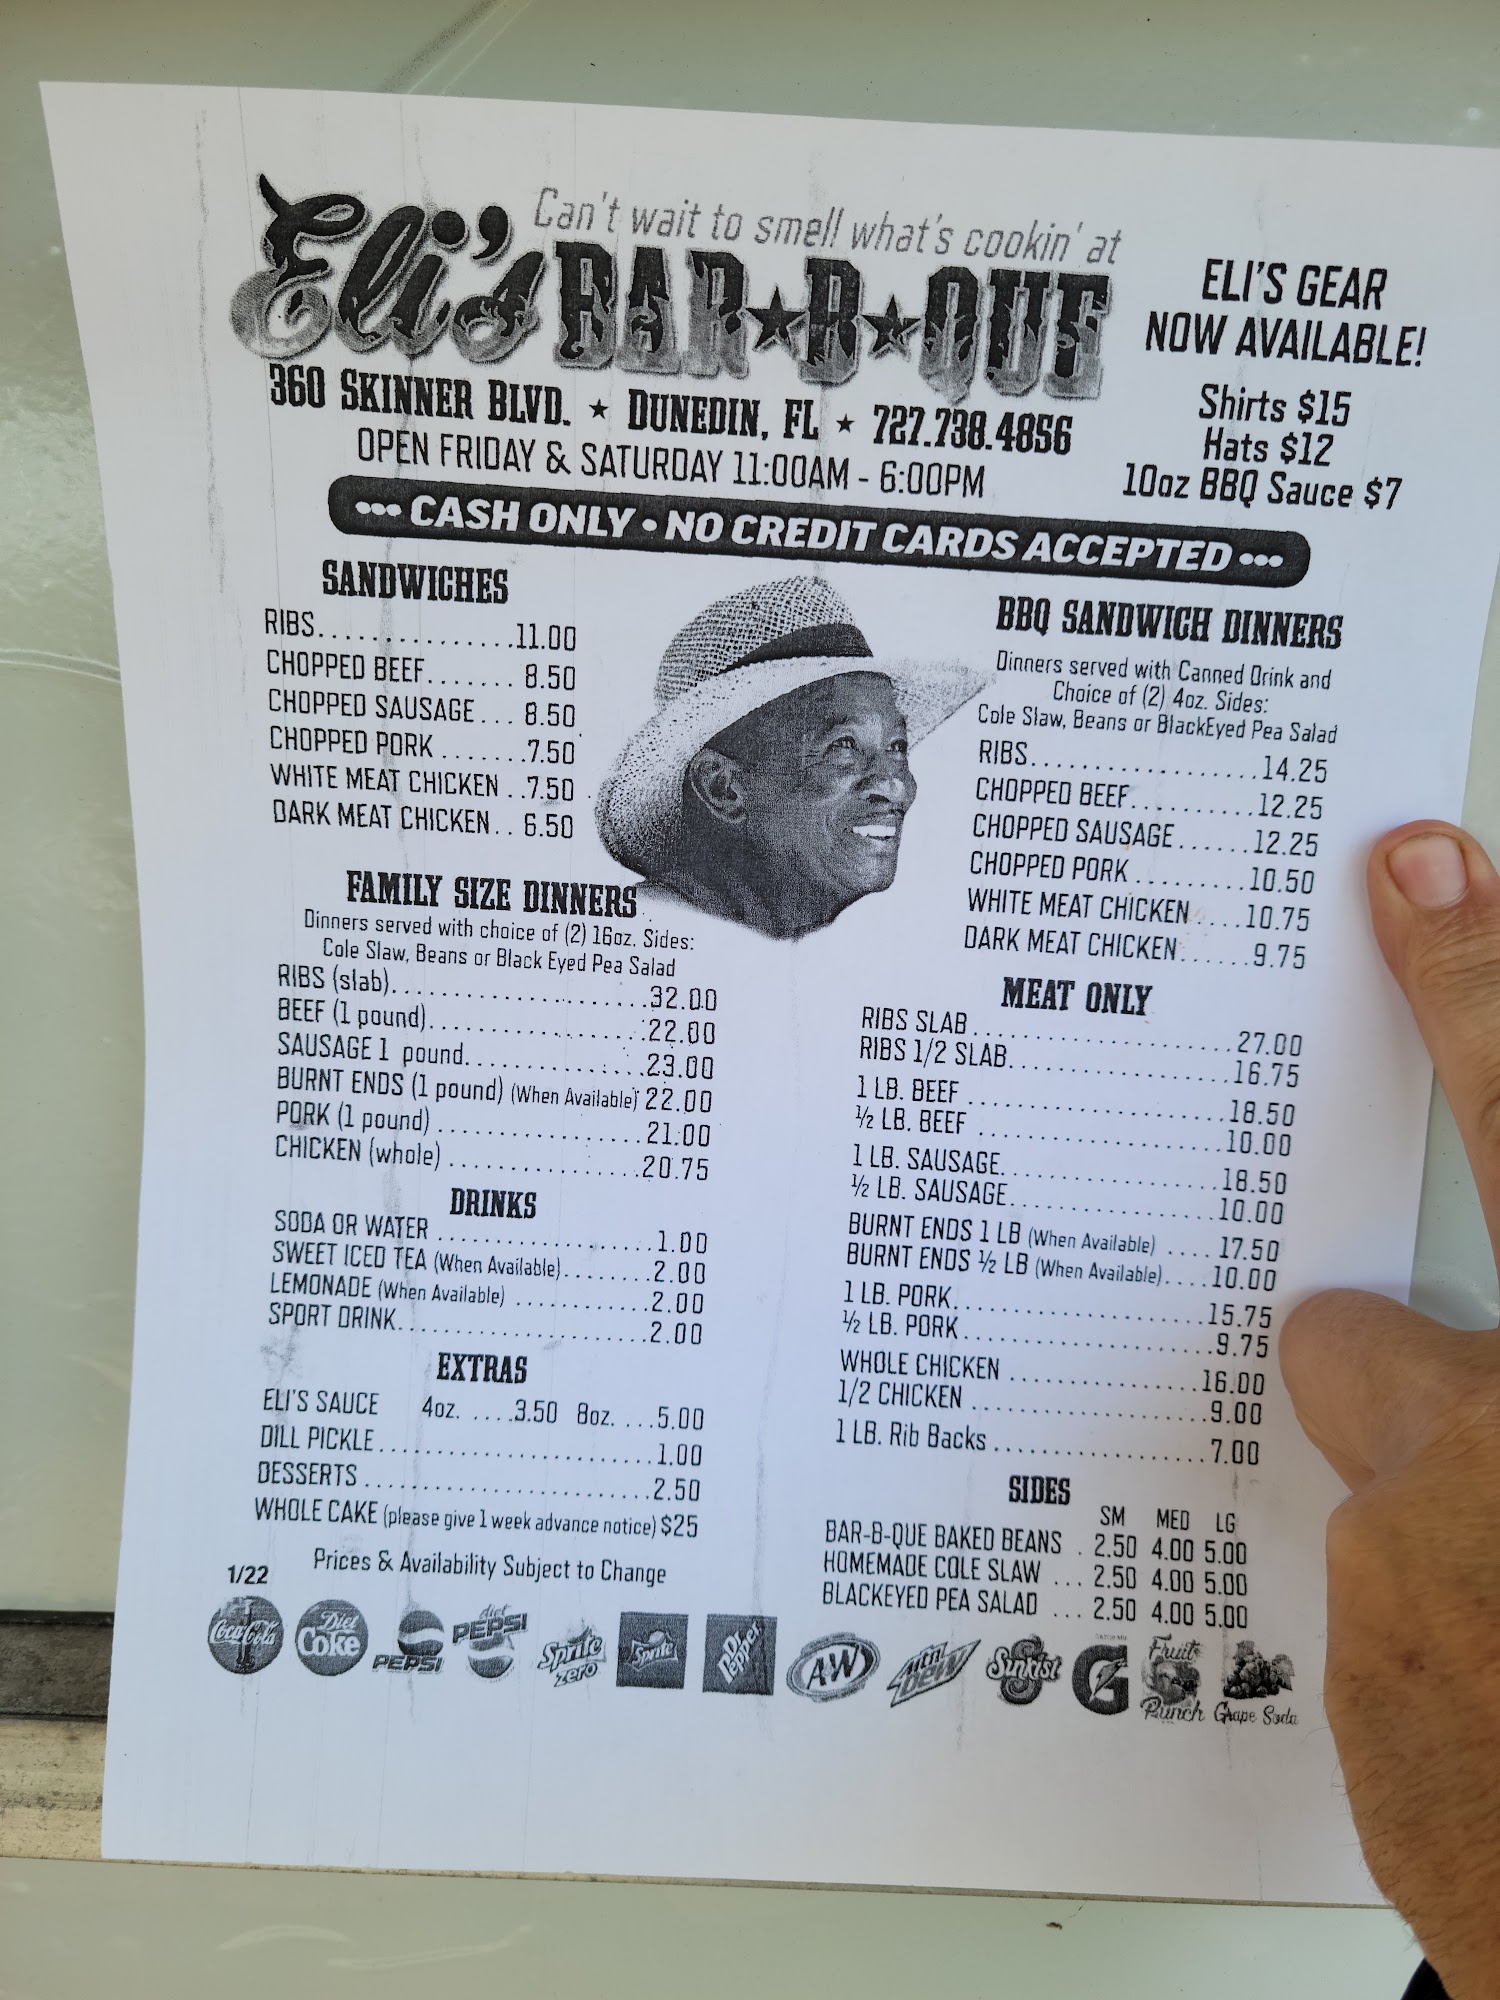 Can't wait to smell what's cookin' at
Eli's BAR★B★QUE
360 SKINNER BLVD. ★ DUNEDIN, FL ★ 727.738.4856
OPEN FRIDAY & SATURDAY 11:00AM - 6:00PM
ELI'S GEAR
NOW AVAILABLE!
Shirts $15
Hats $12
10oz BBQ Sauce $7
••• CASH ONLY • NO CREDIT CARDS ACCEPTED •••
SANDWICHES
RIBS...............11.00
CHOPPED BEEF....... 8.50
CHOPPED SAUSAGE... 8.50
CHOPPED PORK .......7.50
WHITE MEAT CHICKEN ..7.50
DARK MEAT CHICKEN.. 6.50
FAMILY SIZE DINNERS
Dinners served with choice of (2) 16oz. Sides:
Cole Slaw, Beans or Black Eyed Pea Salad
RIBS (slab)........................32.00
BEEF (1 pound)....................22.00
SAUSAGE 1 pound.................23.00
BURNT ENDS (1 pound) (When Available) 22.00
PORK (1 pound) ...................21.00
CHICKEN (whole) ..................20.75
DRINKS
SODA OR WATER .....................1.00
SWEET ICED TEA (When Available)........2.00
LEMONADE (When Available) ............2.00
SPORT DRINK........................2.00
EXTRAS
ELI'S SAUCE 4oz. .....3.50 8oz. ....5.00
DILL PICKLE.........................1.00
DESSERTS ..........................2.50
WHOLE CAKE (please give 1 week advance notice) $25
Prices & Availability Subject to Change
1/22
BBQ SANDWICH DINNERS
Dinners served with Canned Drink and
Choice of (2) 4oz. Sides:
Cole Slaw, Beans or BlackEyed Pea Salad
RIBS.....................14.25
CHOPPED BEEF...........12.25
CHOPPED SAUSAGE......12.25
CHOPPED PORK .........10.50
WHITE MEAT CHICKEN.....10.75
DARK MEAT CHICKEN......9.75
MEAT ONLY
RIBS SLAB.......................27.00
RIBS 1/2 SLAB...................16.75
1 LB. BEEF .......................18.50
½ LB. BEEF ......................10.00
1 LB. SAUSAGE...................18.50
½ LB. SAUSAGE..................10.00
BURNT ENDS 1 LB (When Available) .... 17.50
BURNT ENDS ½ LB (When Available)....10.00
1 LB. PORK......................15.75
½ LB. PORK......................9.75
WHOLE CHICKEN .................16.00
1/2 CHICKEN .....................9.00
1 LB. Rib Backs ...................7.00
SIDES
SM MED LG
BAR-B-QUE BAKED BEANS . 2.50 4.00 5.00
HOMEMADE COLE SLAW ... 2.50 4.00 5.00
BLACKEYED PEA SALAD ... 2.50 4.00 5.00
Coca-Cola Diet Coke PEPSI diet PEPSI Sprite zero Sprite Dr Pepper A&W mtn DEW Sunkist G Fruit Punch Grape Soda